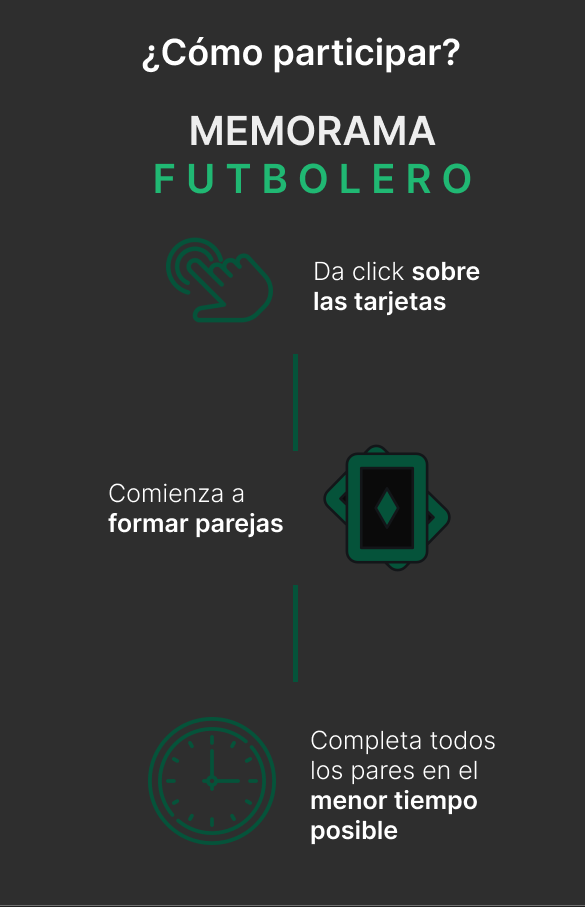 ¿Cómo participar?
MEMORAMA
FUTBOLERO
Da click sobre
las tarjetas
Comienza a
formar parejas
Completa todos
los pares en el
menor tiempo
posible